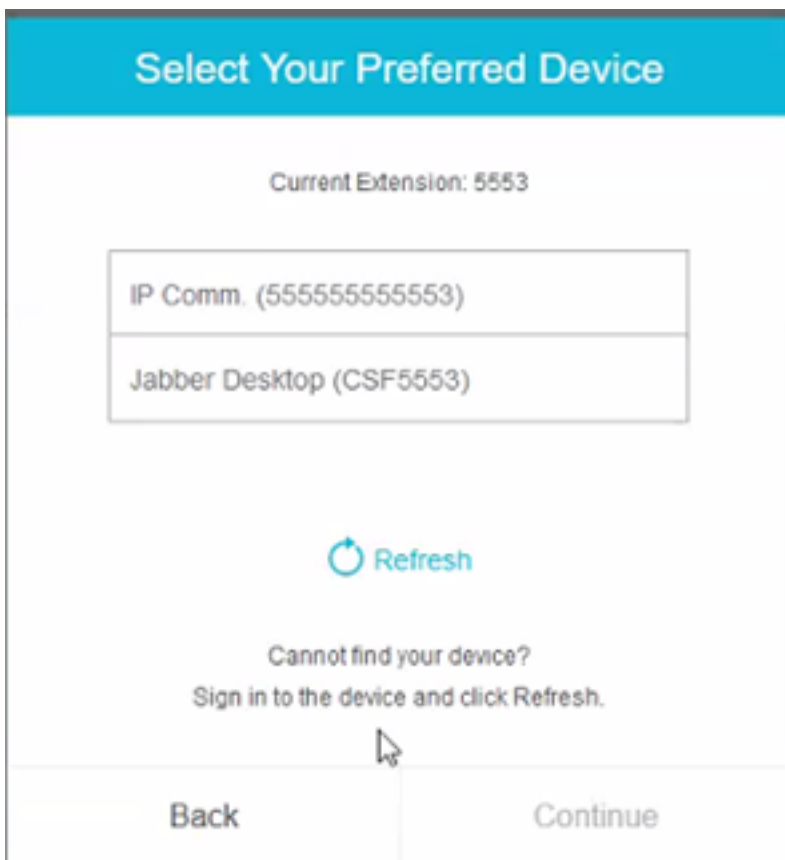 Select Your Preferred Device
Current Extension: 5553
IP Comm. (555555555553)
Jabber Desktop (CSF5553)
Refresh
Cannot find your device?
Sign in to the device and click Refresh.
Back
Continue